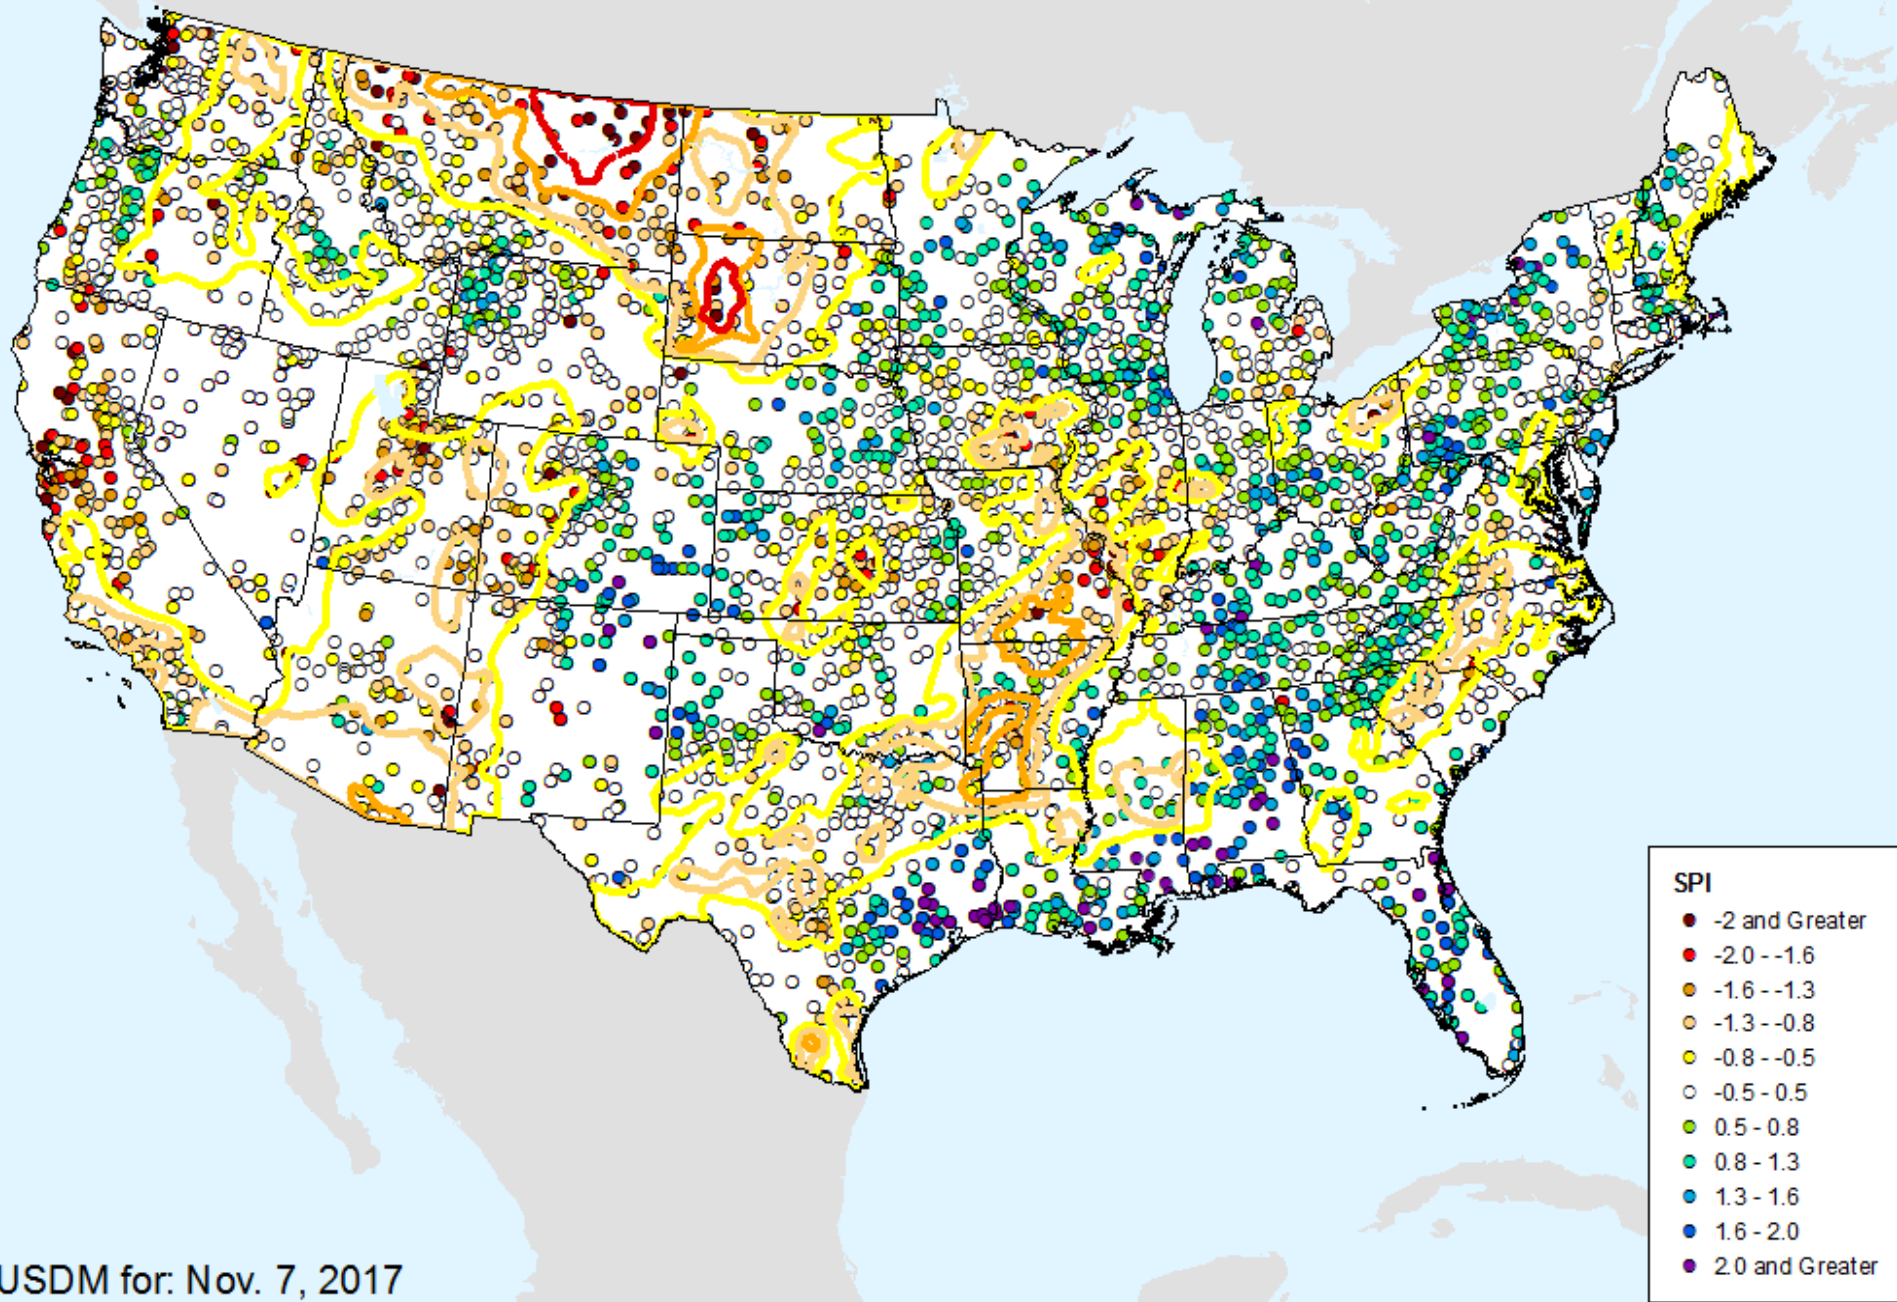 SPI
-2 and Greater
-2.0 - -1.6
-1.6 - -1.3
-1.3 - -0.8
-0.8 - -0.5
-0.5 - 0.5
0.5 - 0.8
0.8 - 1.3
1.3 - 1.6
1.6 - 2.0
2.0 and Greater
USDM for: Nov. 7, 2017